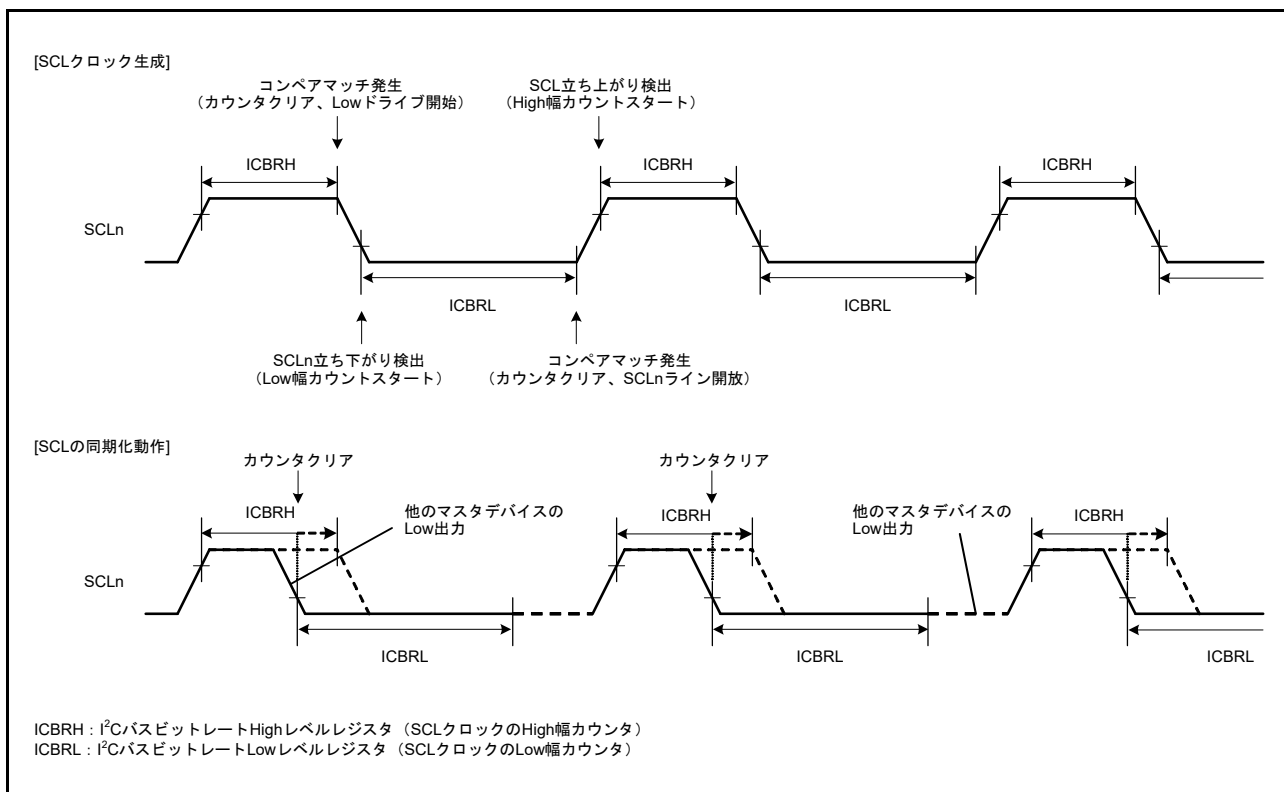 [SCLクロック生成]
コンペアマッチ発生
（カウンタクリア、Lowドライブ開始）
SCL立ち上がり検出
（High幅カウントスタート）
ICBRH
ICBRH
ICBRH
SCLn
ICBRL
ICBRL
SCLn立ち下がり検出
（Low幅カウントスタート）
コンペアマッチ発生
（カウンタクリア、SCLnライン開放）
[SCLの同期化動作]
カウンタクリア
カウンタクリア
ICBRH
他のマスタデバイスの
Low出力
ICBRH
他のマスタデバイスの
Low出力
ICBRH
SCLn
ICBRL
ICBRL
ICBRL
ICBRH：I²CバスビットレートHighレベルレジスタ（SCLクロックのHigh幅カウンタ）
ICBRL：I²CバスビットレートLowレベルレジスタ（SCLクロックのLow幅カウンタ）